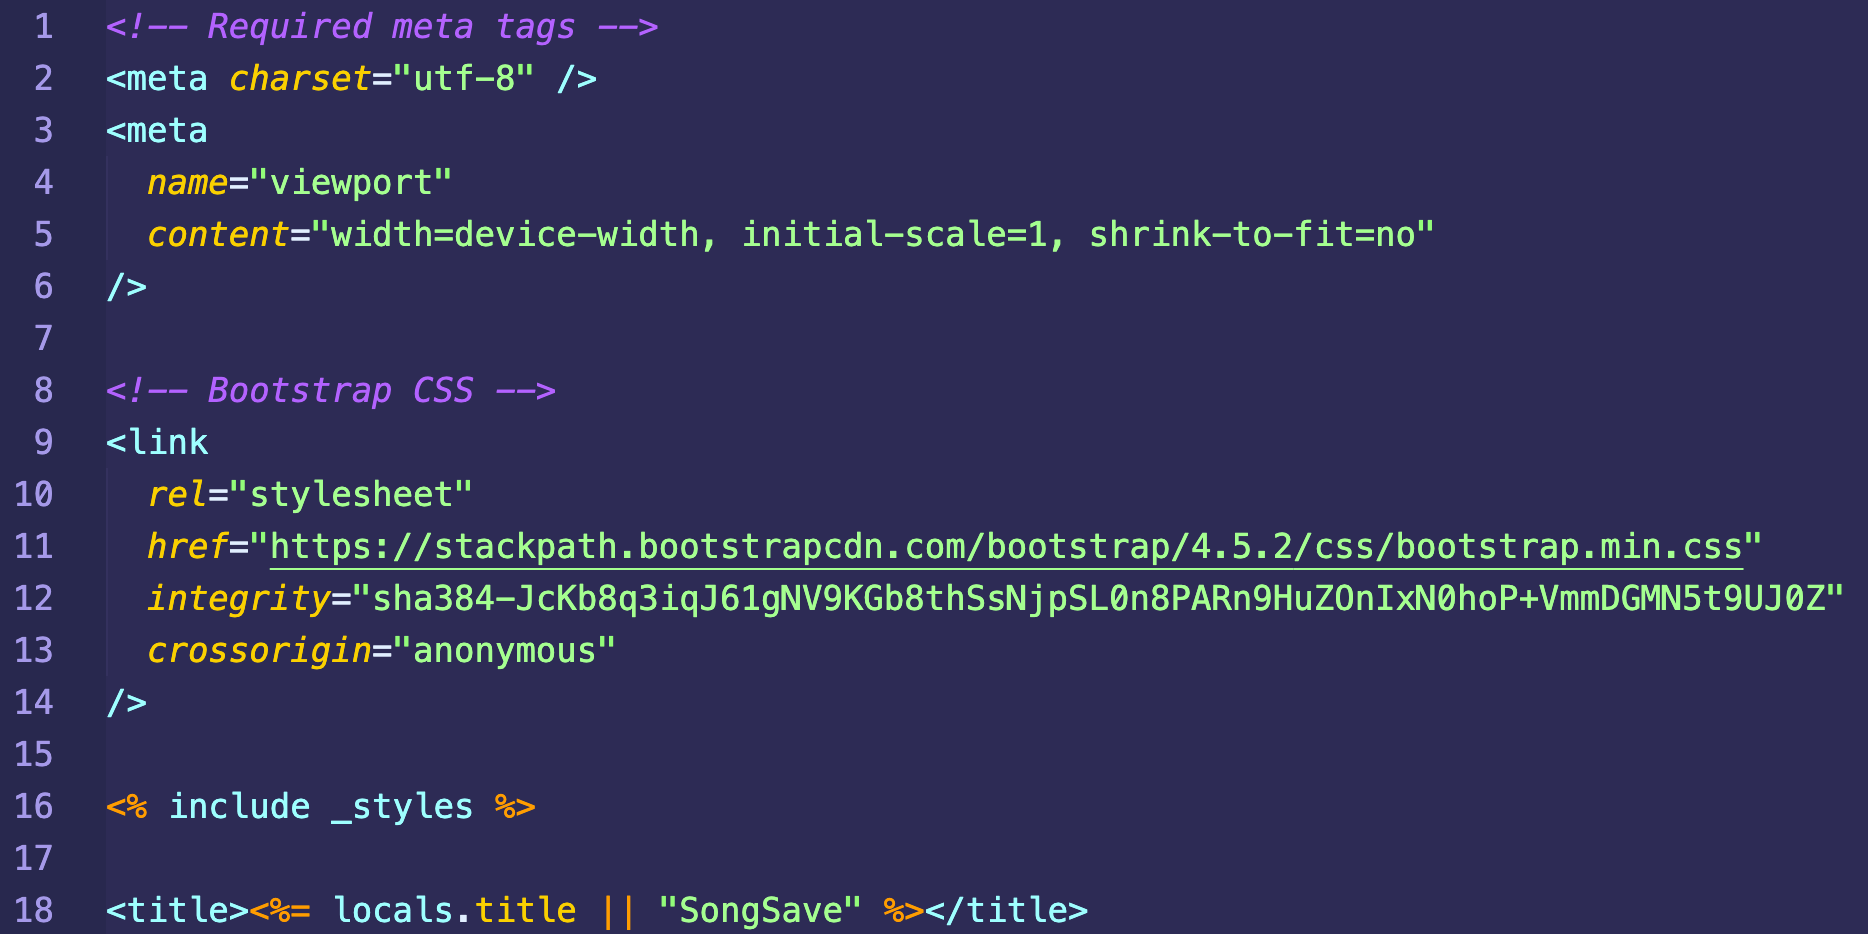 1 <!-- Required meta tags -->
2 <meta charset="utf-8" />
3 <meta
4   name="viewport"
5   content="width=device-width, initial-scale=1, shrink-to-fit=no"
6 />
7
8 <!-- Bootstrap CSS -->
9 <link
10   rel="stylesheet"
11   href="https://stackpath.bootstrapcdn.com/bootstrap/4.5.2/css/bootstrap.min.css"
12   integrity="sha384-JcKb8q3iqJ61gNV9KGb8thSsNjpSL0n8PARn9HuZOnIxN0hoP+VmmDGMN5t9UJ0Z"
13   crossorigin="anonymous"
14 />
15
16 <% include _styles %>
17
18 <title><%= locals.title || "SongSave" %></title>